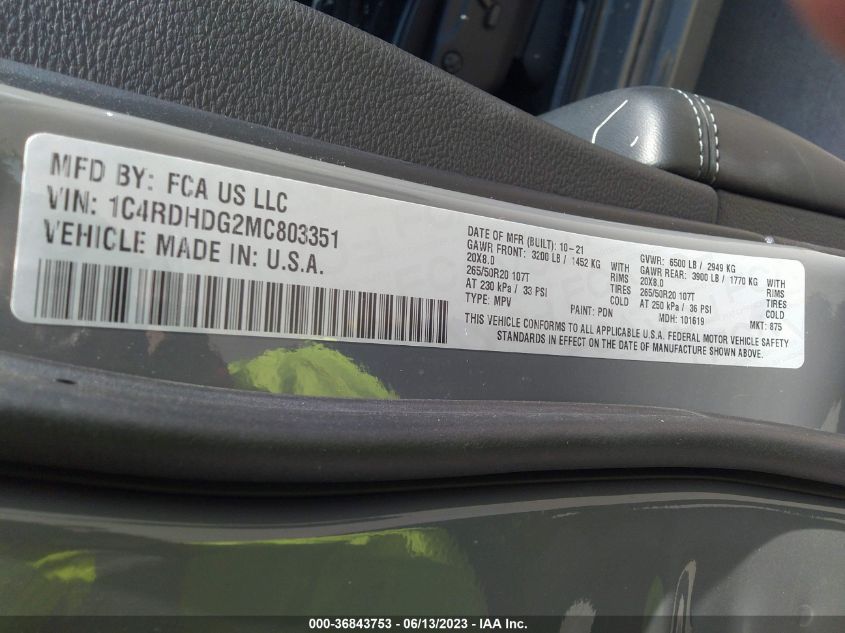 MFD BY: FCA US LLC
VIN: 1C4RDHDG2MC803351
VEHICLE MADE IN: U.S.A.
DATE OF MFR (BUILT): 10-21
GAWR FRONT: 3200 LB / 1452 KG WITH
20X8.0 RIMS
265/50R20 107T TIRES
AT 230 kPa / 33 PSI COLD
TYPE: MPV PAINT: PDN
GVWR: 6500 LB / 2949 KG
GAWR REAR: 3900 LB / 1770 KG WITH
20X8.0 RIMS
265/50R20 107T TIRES
AT 250 kPa / 36 PSI COLD
MDH: 101619 MKT: 875
THIS VEHICLE CONFORMS TO ALL APPLICABLE U.S.A. FEDERAL MOTOR VEHICLE SAFETY
STANDARDS IN EFFECT ON THE DATE OF MANUFACTURE SHOWN ABOVE.
000-36843753 - 06/13/2023 - IAA Inc.